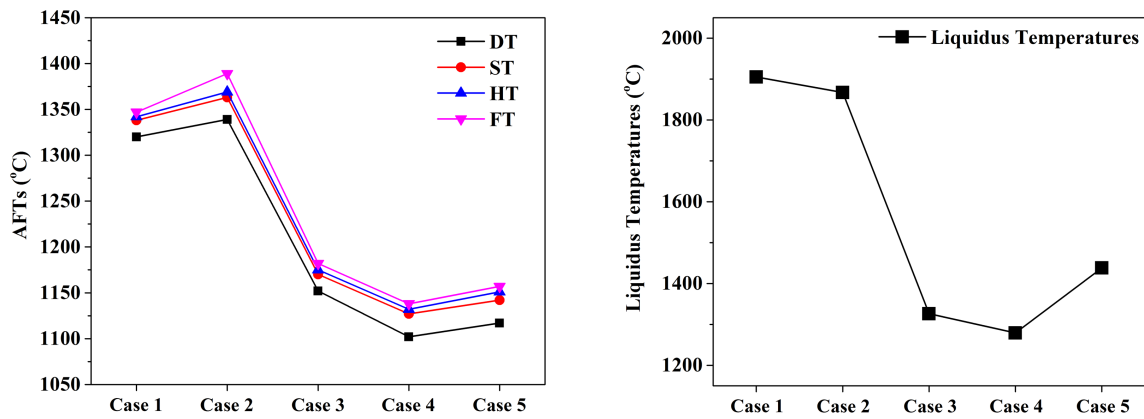 1450
1400
1350
1300
1250
1200
1150
1100
1050
AFTs (°C)
DT
ST
HT
FT
Case 1 Case 2 Case 3 Case 4 Case 5
2000
1800
1600
1400
1200
Liquidus Temperatures (°C)
Liquidus Temperatures
Case 1 Case 2 Case 3 Case 4 Case 5